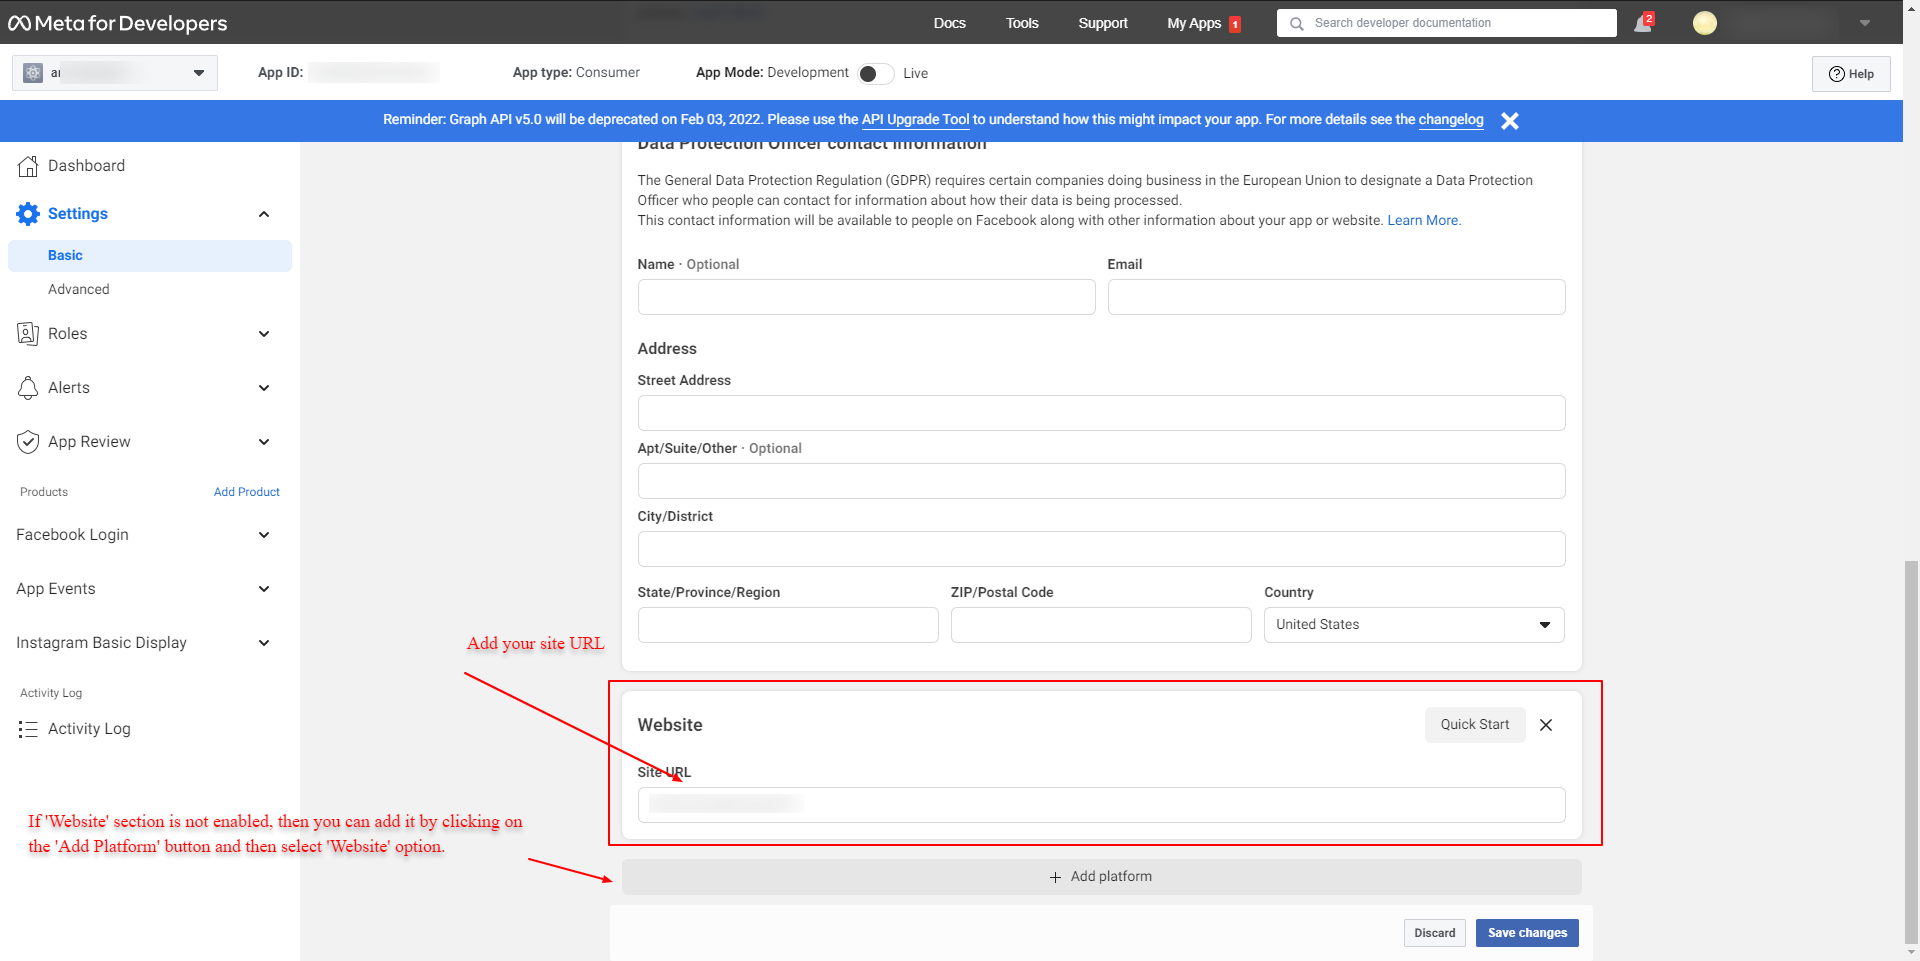 Meta for Developers
Docs
Tools
Support
My Apps 1
Search developer documentation
2
App ID:
App type: Consumer
App Mode: Development
Live
Help
Reminder: Graph API v5.0 will be deprecated on Feb 03, 2022. Please use the API Upgrade Tool to understand how this might impact your app. For more details see the changelog
Dashboard
Settings
Basic
Advanced
Roles
Alerts
App Review
Products
Add Product
Facebook Login
App Events
Instagram Basic Display
Activity Log
Activity Log
Data Protection Officer contact information
The General Data Protection Regulation (GDPR) requires certain companies doing business in the European Union to designate a Data Protection
Officer who people can contact for information about how their data is being processed.
This contact information will be available to people on Facebook along with other information about your app or website. Learn More.
Name · Optional
Email
Address
Street Address
Apt/Suite/Other · Optional
City/District
State/Province/Region
ZIP/Postal Code
Country
United States
Add your site URL
Website
Quick Start
Site URL
If 'Website' section is not enabled, then you can add it by clicking on
the 'Add Platform' button and then select 'Website' option.
+ Add platform
Discard
Save changes